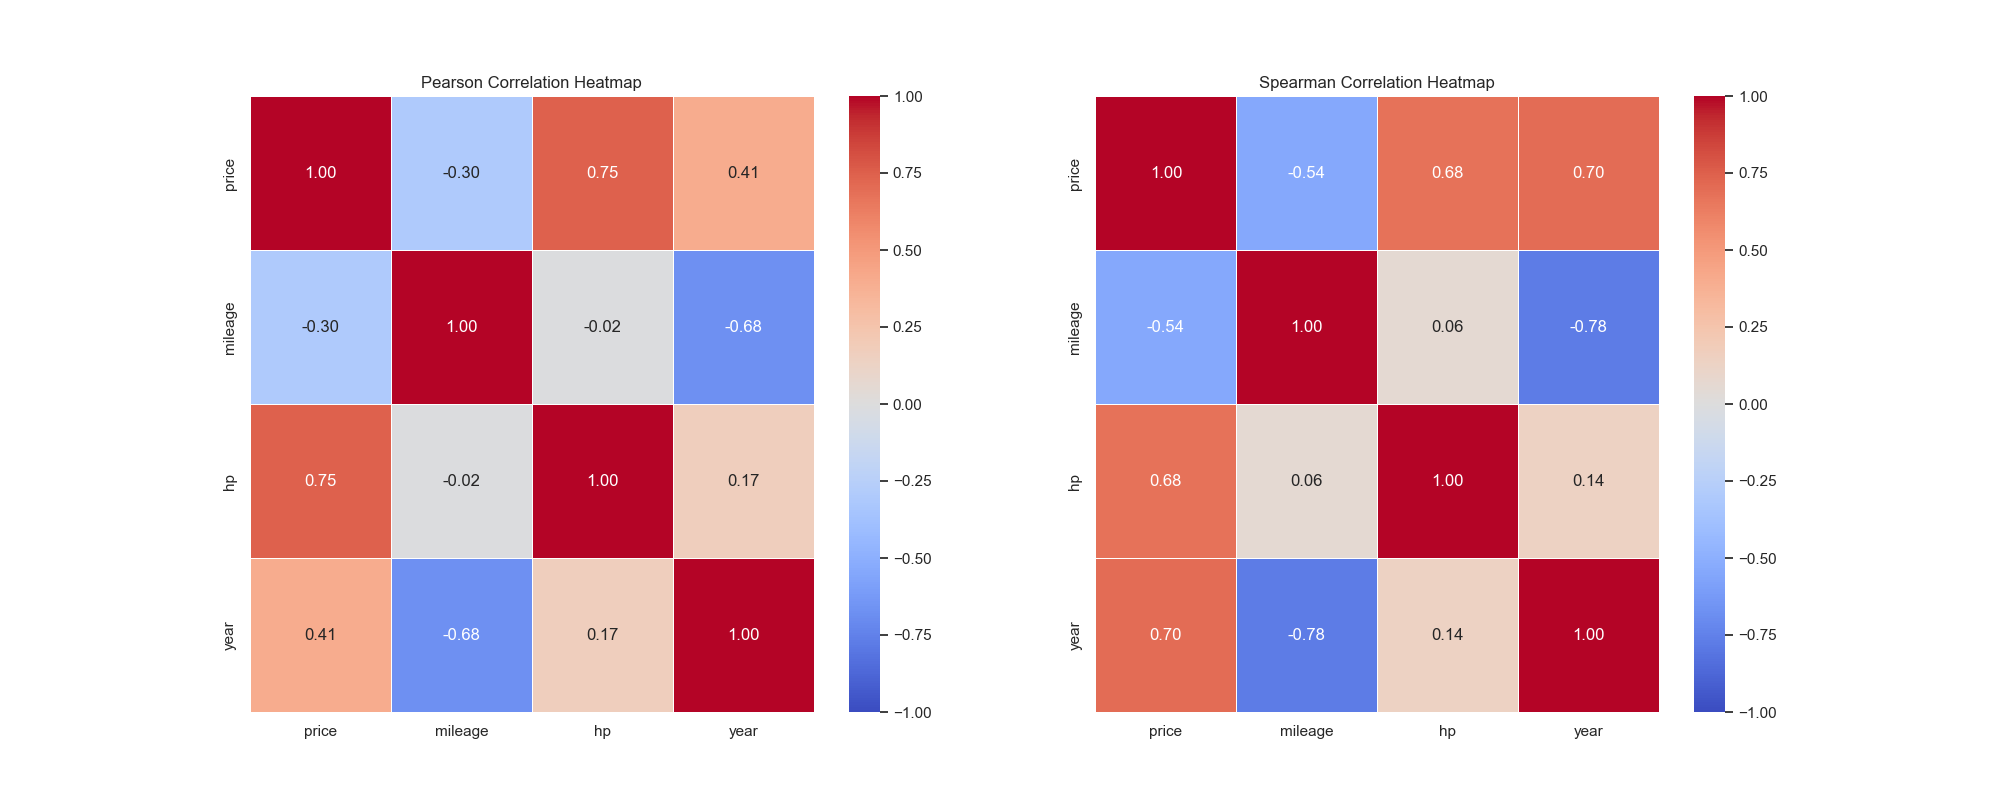 Pearson Correlation Heatmap
price
1.00 -0.30 0.75 0.41
mileage
-0.30 1.00 -0.02 -0.68
hp
0.75 -0.02 1.00 0.17
year
0.41 -0.68 0.17 1.00
price mileage hp year
1.00
0.75
0.50
0.25
0.00
−0.25
−0.50
−0.75
−1.00
Spearman Correlation Heatmap
price
1.00 -0.54 0.68 0.70
mileage
-0.54 1.00 0.06 -0.78
hp
0.68 0.06 1.00 0.14
year
0.70 -0.78 0.14 1.00
price mileage hp year
1.00
0.75
0.50
0.25
0.00
−0.25
−0.50
−0.75
−1.00